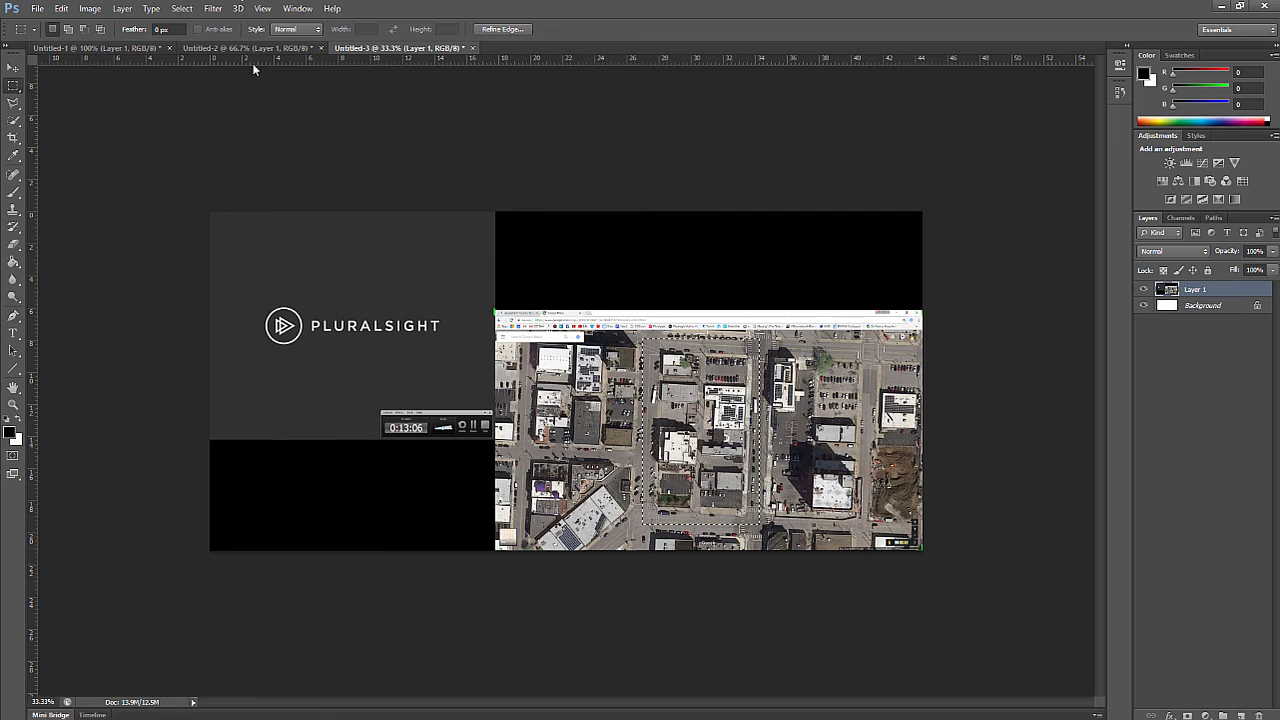 Ps File Edit Image Layer Type Select Filter 3D View Window Help
Feather: 0 px Anti-alias Style: Normal Width: Height: Refine Edge... Essentials
Untitled-1 @ 100% (Layer 1, RGB/8) * × Untitled-2 @ 66.7% (Layer 1, RGB/8) * × Untitled-3 @ 33.3% (Layer 1, RGB/8) * ×
Color Swatches
R 0
G 0
B 0
Adjustments Styles
Add an adjustment
Layers Channels Paths
Kind
Normal Opacity: 100%
Lock: Fill: 100%
Layer 1
Background
PLURALSIGHT
0:13:06
Google
33.33% Doc: 13.9M/12.5M
Mini Bridge Timeline